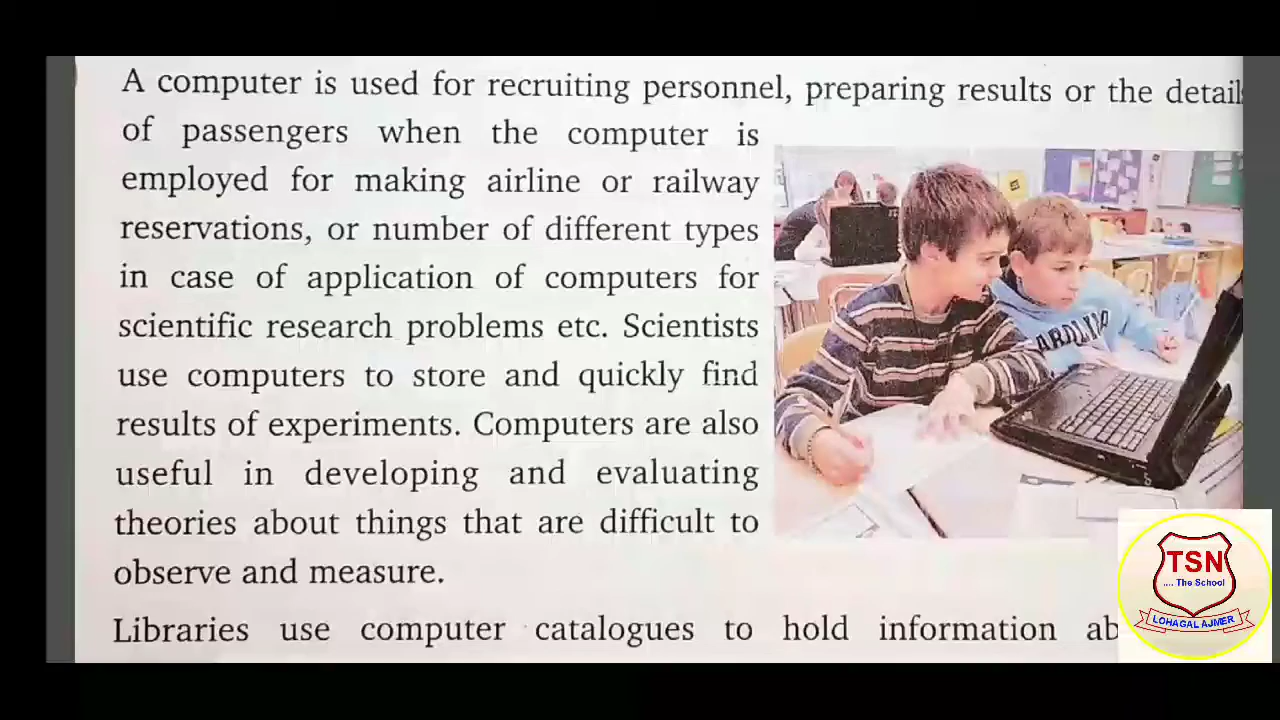 A computer is used for recruiting personnel, preparing results or the detail
of passengers when the computer is
employed for making airline or railway
reservations, or number of different types
in case of application of computers for
scientific research problems etc. Scientists
use computers to store and quickly find
results of experiments. Computers are also
useful in developing and evaluating
theories about things that are difficult to
observe and measure.
Libraries use computer catalogues to hold information ab
AROLINA
TSN
.... The School
LOHAGAL AJMER